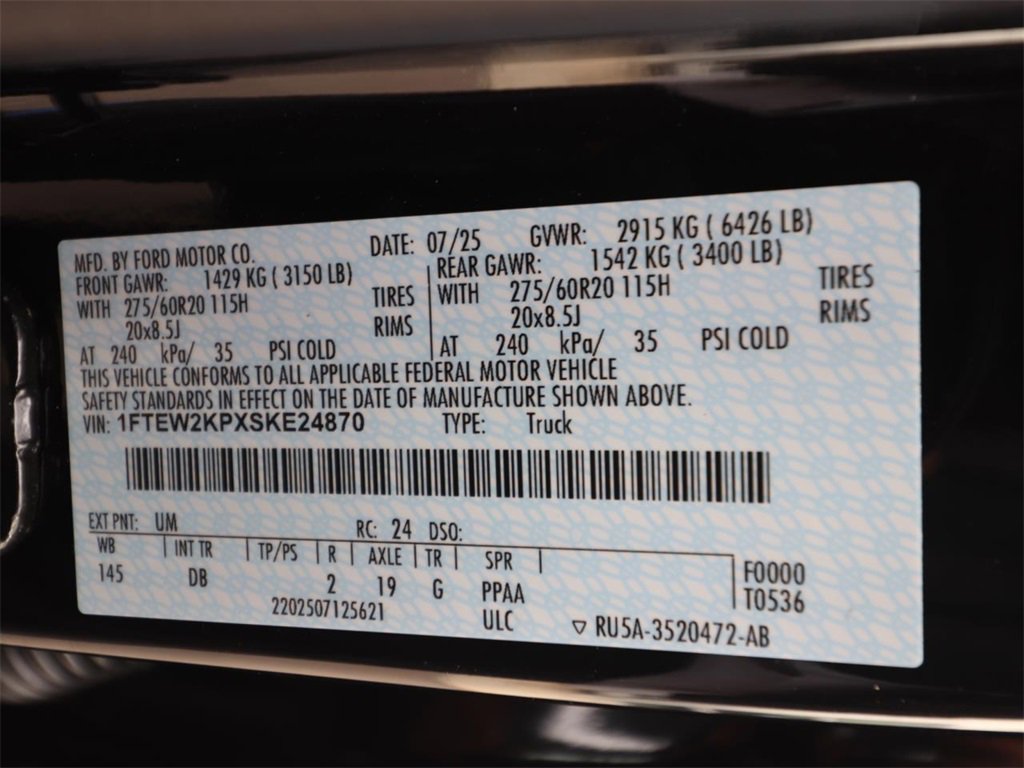 MFD. BY FORD MOTOR CO. DATE: 07/25 GVWR: 2915 KG ( 6426 LB)
FRONT GAWR: 1429 KG ( 3150 LB) REAR GAWR: 1542 KG ( 3400 LB)
WITH 275/60R20 115H TIRES WITH 275/60R20 115H TIRES
20x8.5J RIMS 20x8.5J RIMS
AT 240 kPa/ 35 PSI COLD AT 240 kPa/ 35 PSI COLD
THIS VEHICLE CONFORMS TO ALL APPLICABLE FEDERAL MOTOR VEHICLE
SAFETY STANDARDS IN EFFECT ON THE DATE OF MANUFACTURE SHOWN ABOVE.
VIN: 1FTEW2KPXSKE24870 TYPE: Truck
EXT PNT: UM RC: 24 DSO:
WB INT TR TP/PS R AXLE TR SPR
145 DB 2 19 G PPAA F0000
2202507125621 ULC T0536
▽ RU5A-3520472-AB